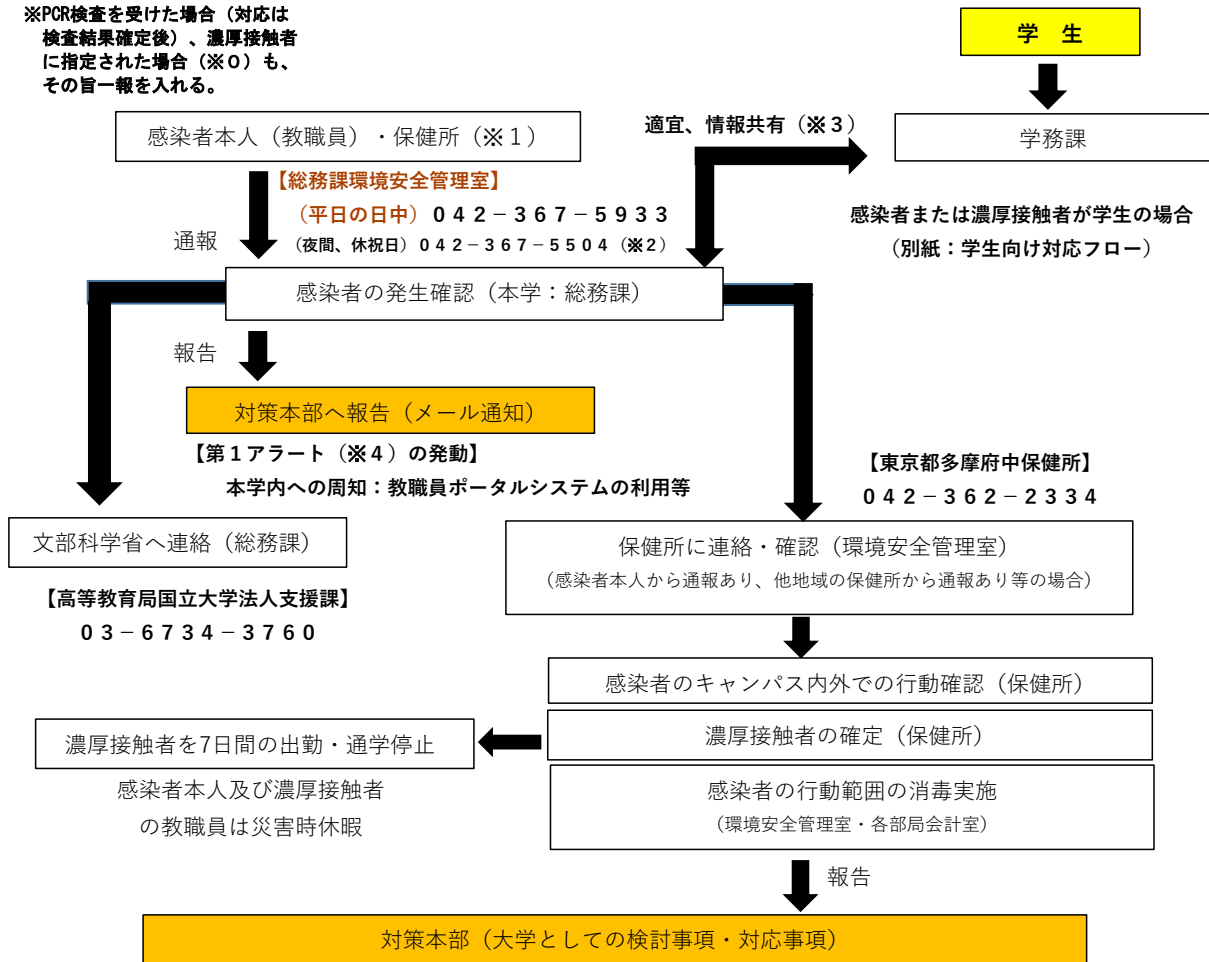 ※PCR検査を受けた場合（対応は
検査結果確定後）、濃厚接触者
に指定された場合（※０）も、
その旨一報を入れる。
学　生
感染者本人（教職員）・保健所（※１）
適宜、情報共有（※３）
学務課
【総務課環境安全管理室】
（平日の日中）０４２－３６７－５９３３
通報
（夜間、休祝日）０４２－３６７－５５０４（※２）
感染者または濃厚接触者が学生の場合
（別紙：学生向け対応フロー）
感染者の発生確認（本学：総務課）
報告
対策本部へ報告（メール通知）
【第１アラート（※４）の発動】
本学内への周知：教職員ポータルシステムの利用等
【東京都多摩府中保健所】
０４２－３６２－２３３４
文部科学省へ連絡（総務課）
保健所に連絡・確認（環境安全管理室）
（感染者本人から通報あり、他地域の保健所から通報あり等の場合）
【高等教育局国立大学法人支援課】
０３－６７３４－３７６０
感染者のキャンパス内外での行動確認（保健所）
濃厚接触者を7日間の出勤・通学停止
濃厚接触者の確定（保健所）
感染者本人及び濃厚接触者
の教職員は災害時休暇
感染者の行動範囲の消毒実施
（環境安全管理室・各部局会計室）
報告
対策本部（大学としての検討事項・対応事項）